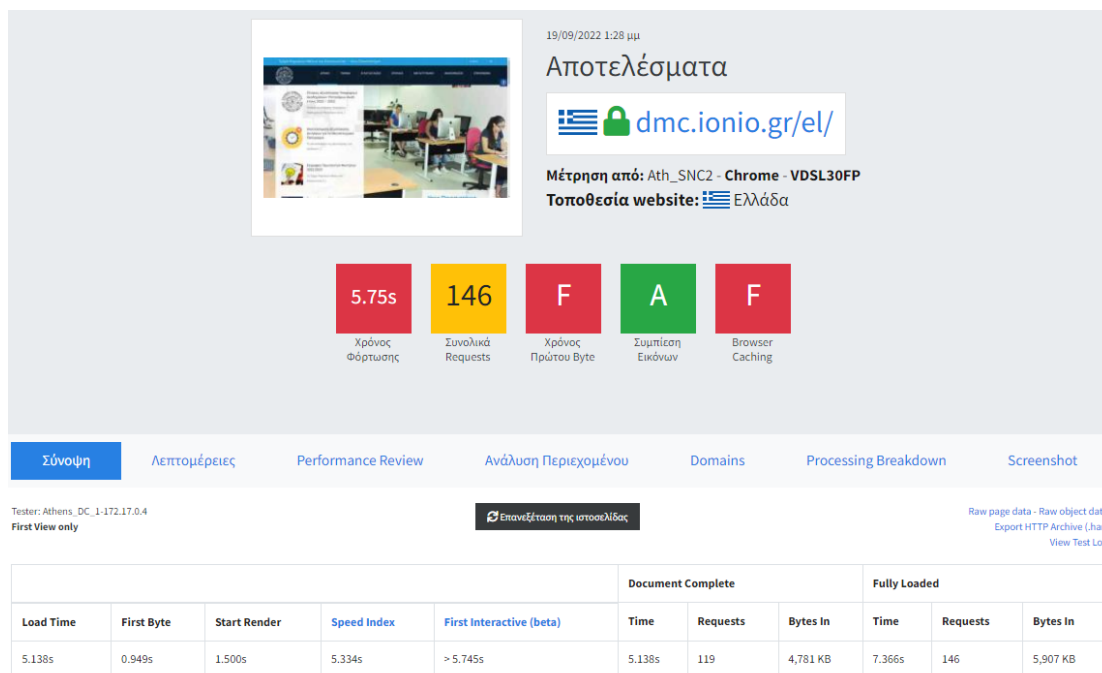 19/09/2022 1:28 μμ
Αποτελέσματα
dmc.ionio.gr/el/
Μέτρηση από: Ath_SNC2 - Chrome - VDSL30FP
Τοποθεσία website: Ελλάδα
5.75s 146 F A F
Χρόνος Φόρτωσης
Συνολικά Requests
Χρόνος Πρώτου Byte
Συμπίεση Εικόνων
Browser Caching
Σύνοψη Λεπτομέρειες Performance Review Ανάλυση Περιεχομένου Domains Processing Breakdown Screenshot
Tester: Athens_DC_1-172.17.0.4
First View only
Επανεξέταση της ιστοσελίδας
Raw page data - Raw object dat
Export HTTP Archive (.ha
View Test Lo
Document Complete Fully Loaded
Load Time First Byte Start Render Speed Index First Interactive (beta) Time Requests Bytes In Time Requests Bytes In
5.138s 0.949s 1.500s 5.334s > 5.745s 5.138s 119 4,781 KB 7.366s 146 5,907 KB